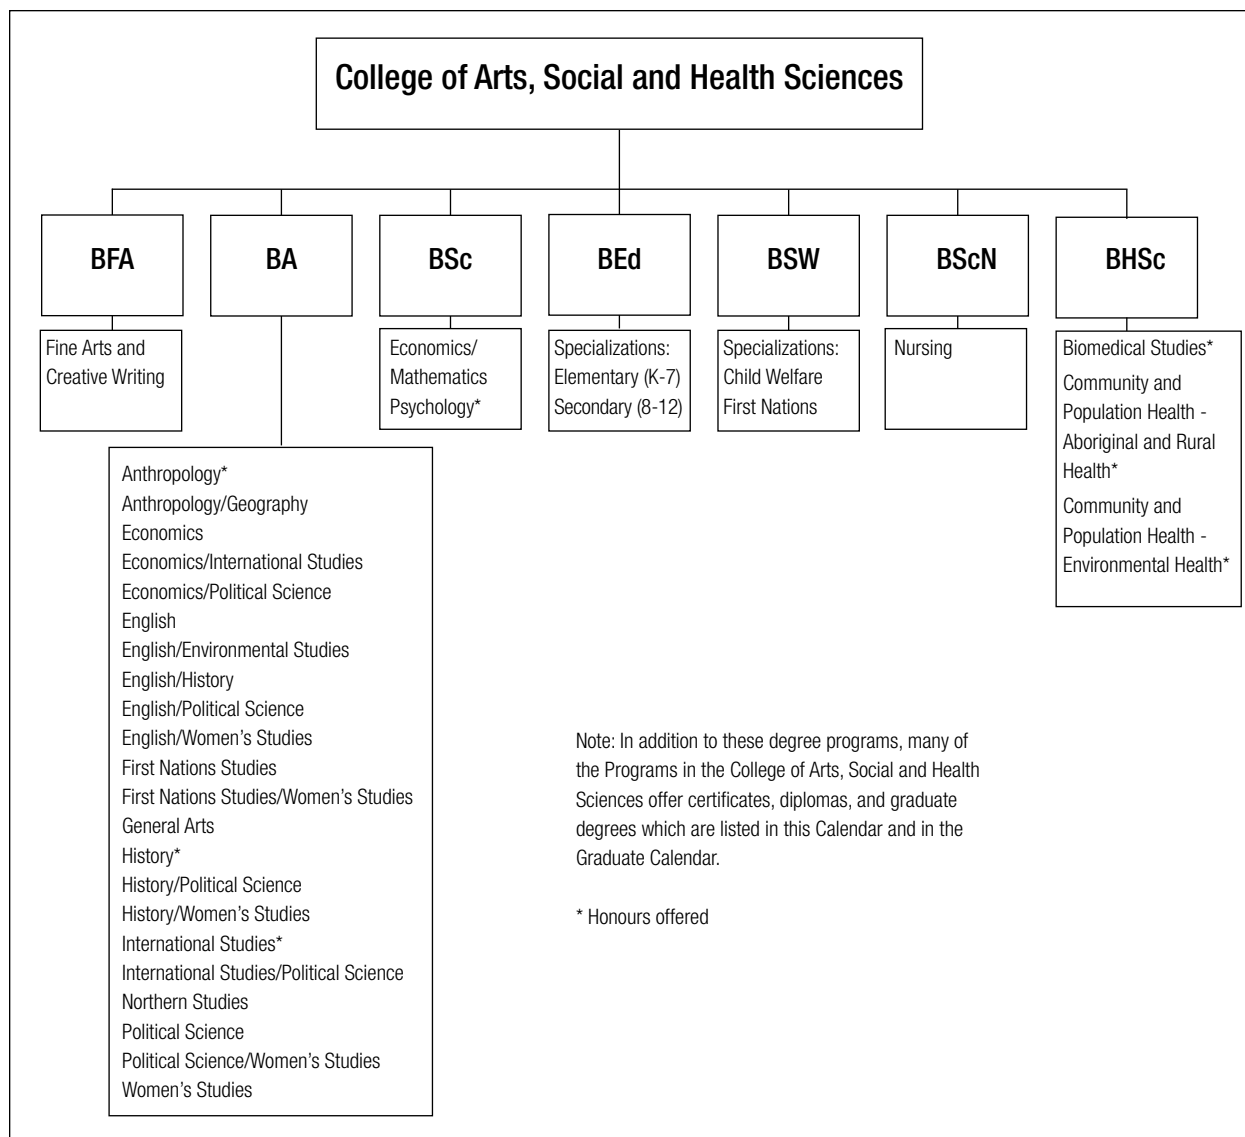 College of Arts, Social and Health Sciences
BFA
BA
BSc
BEd
BSW
BScN
BHSc
Fine Arts and
Creative Writing
Economics/
Mathematics
Psychology*
Specializations:
Elementary (K-7)
Secondary (8-12)
Specializations:
Child Welfare
First Nations
Nursing
Biomedical Studies*
Community and
Population Health -
Aboriginal and Rural
Health*
Community and
Population Health -
Environmental Health*
Anthropology*
Anthropology/Geography
Economics
Economics/International Studies
Economics/Political Science
English
English/Environmental Studies
English/History
English/Political Science
English/Women’s Studies
First Nations Studies
First Nations Studies/Women’s Studies
General Arts
History*
History/Political Science
History/Women’s Studies
International Studies*
International Studies/Political Science
Northern Studies
Political Science
Political Science/Women’s Studies
Women’s Studies
Note: In addition to these degree programs, many of
the Programs in the College of Arts, Social and Health
Sciences offer certificates, diplomas, and graduate
degrees which are listed in this Calendar and in the
Graduate Calendar.
* Honours offered